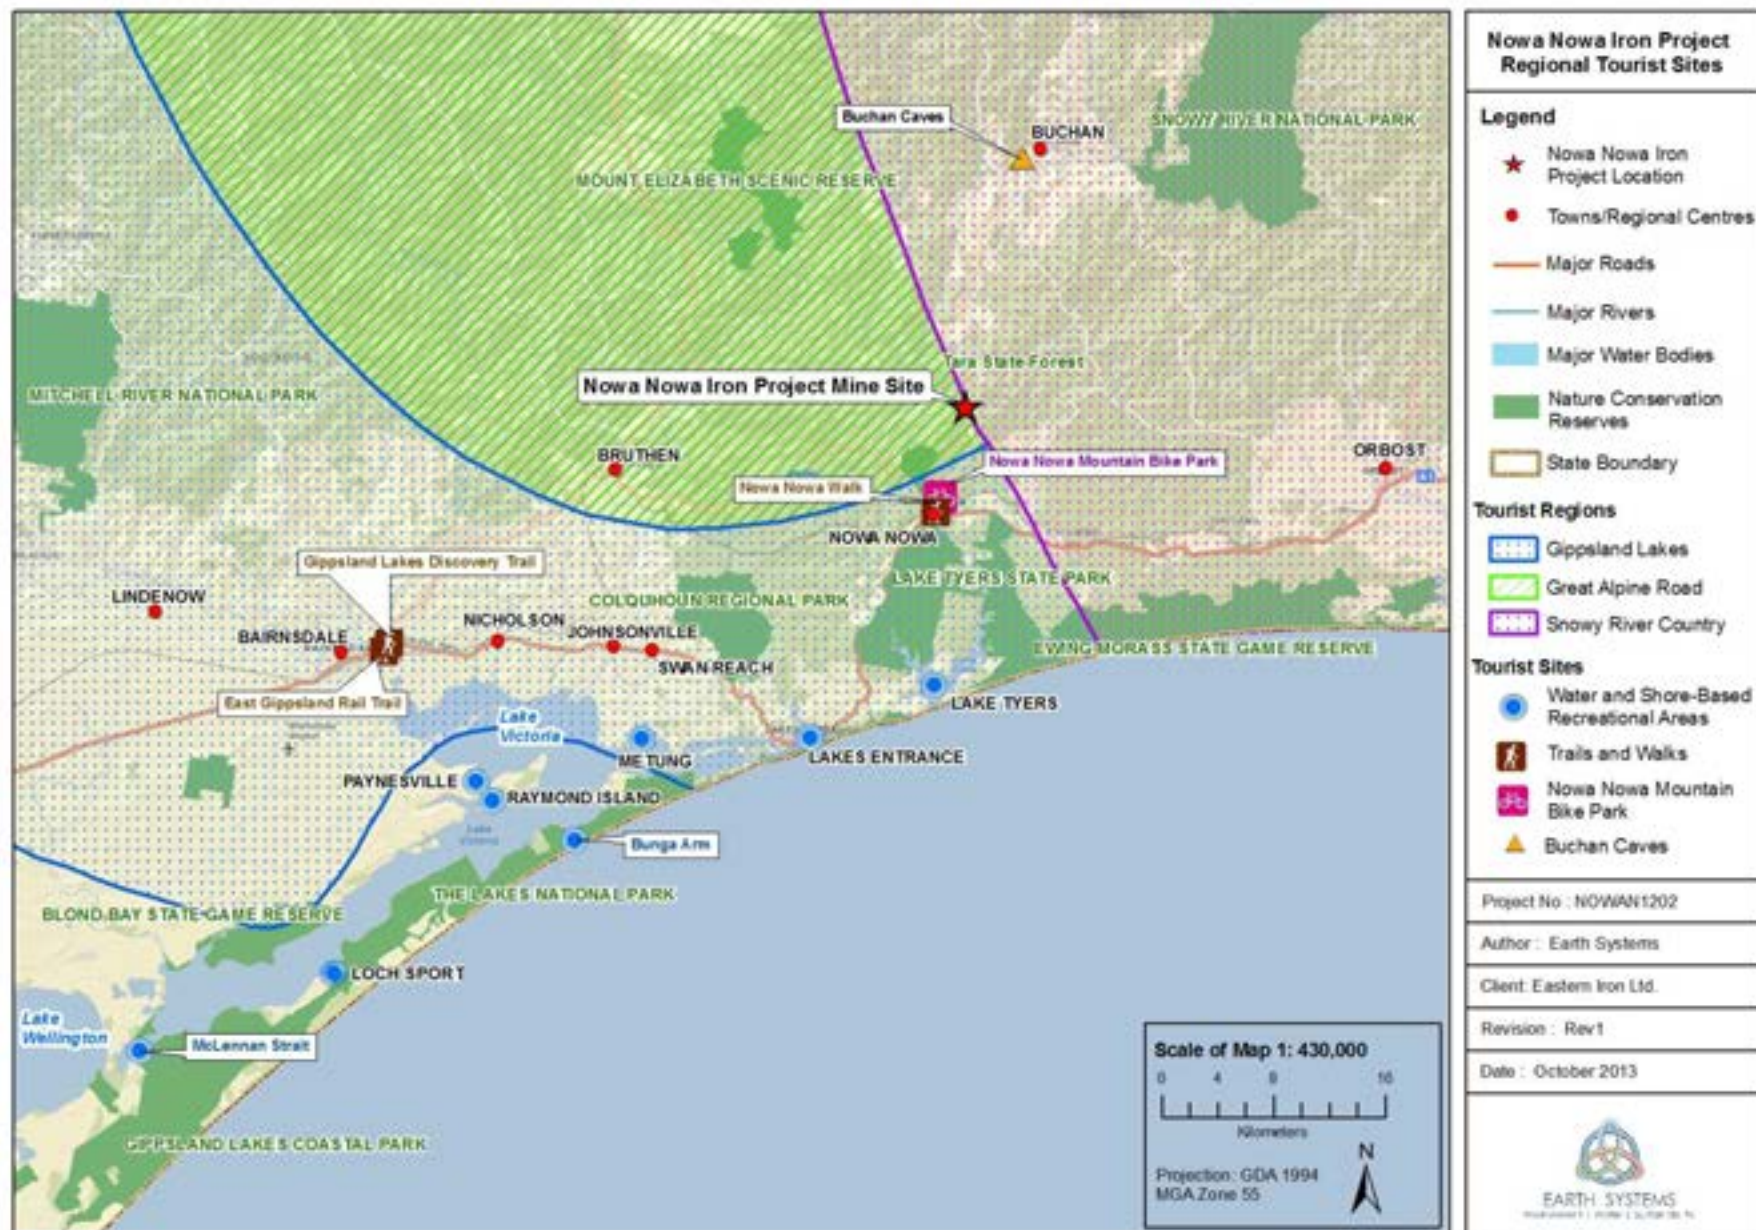 Nowa Nowa Iron Project
Regional Tourist Sites
Legend
Nowa Nowa Iron
Project Location
Towns/Regional Centres
Major Roads
Major Rivers
Major Water Bodies
Nature Conservation
Reserves
State Boundary
Tourist Regions
Gippsland Lakes
Great Alpine Road
Snowy River Country
Tourist Sites
Water and Shore-Based
Recreational Areas
Trails and Walks
Nowa Nowa Mountain
Bike Park
Buchan Caves
Project No : NOWAN1202
Author : Earth Systems
Client: Eastern Iron Ltd.
Revision : Rev1
Date : October 2013
EARTH SYSTEMS
Buchan Caves
BUCHAN
SNOWY RIVER NATIONAL PARK
MOUNT ELIZABETH SCENIC RESERVE
Tara State Forest
Nowa Nowa Iron Project Mine Site
MITCHELL RIVER NATIONAL PARK
BRUTHEN
ORBOST
Nowa Nowa Mountain Bike Park
Nowa Nowa Walk
NOWA NOWA
Gippsland Lakes Discovery Trail
LAKE TYERS STATE PARK
LINDENOW
COLQUHOUN REGIONAL PARK
NICHOLSON
BAIRNSDALE
JOHNSONVILLE
SWAN REACH
EWING MORASS STATE GAME RESERVE
East Gippsland Rail Trail
LAKE TYERS
Lake
Victoria
METUNG
LAKES ENTRANCE
PAYNESVILLE
RAYMOND ISLAND
Lake
Victoria
Bunga Arm
THE LAKES NATIONAL PARK
BLOND BAY STATE GAME RESERVE
LOCH SPORT
Lake
Wellington
McLennan Strait
GIPPSLAND LAKES COASTAL PARK
Scale of Map 1: 430,000
0 4 8 16
Kilometers
N
Projection: GDA 1994
MGA Zone 55